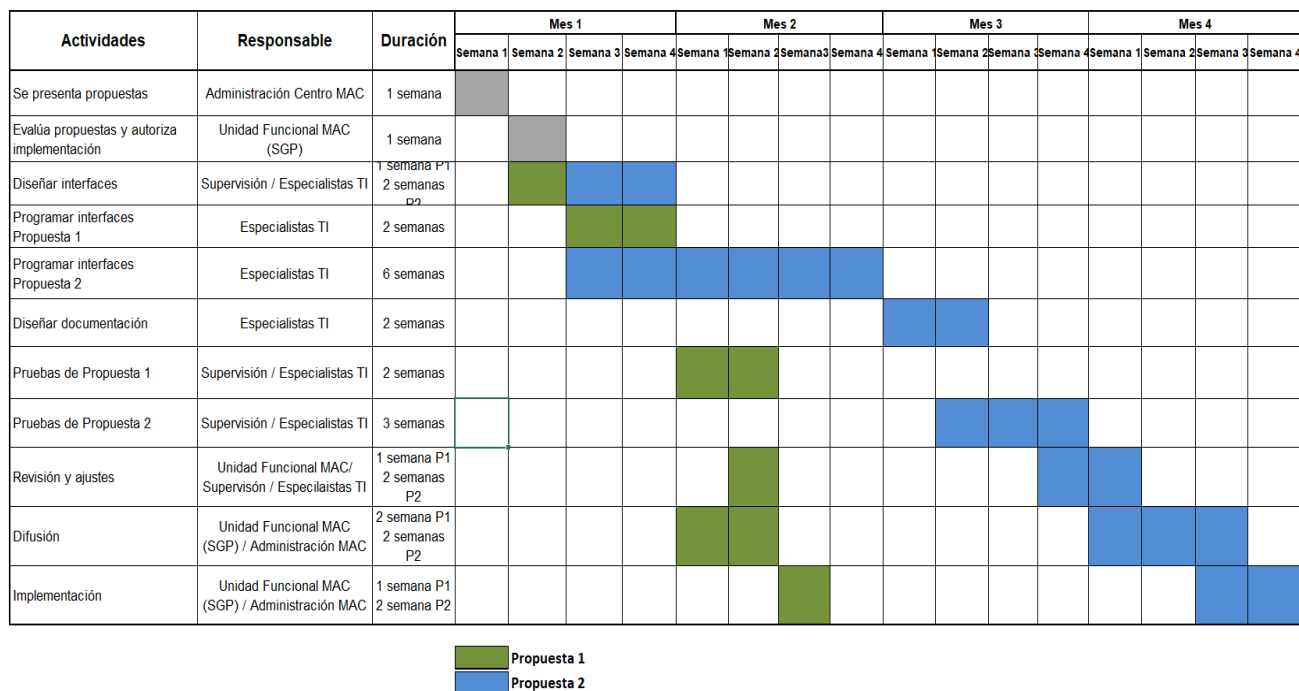 Actividades Responsable Duración Mes 1 Mes 2 Mes 3 Mes 4
Semana 1 Semana 2 Semana 3 Semana 4 Semana 1 Semana 2 Semana3 Semana 4 Semana 1 Semana 2 Semana 3 Semana 4 Semana 1 Semana 2 Semana 3 Semana 4
Se presenta propuestas Administración Centro MAC 1 semana
Evalúa propuestas y autoriza
implementación
Unidad Funcional MAC
(SGP)
1 semana
Diseñar interfaces Supervisión / Especialistas TI
1 semana P1
2 semanas
P2
Programar interfaces
Propuesta 1
Especialistas TI 2 semanas
Programar interfaces
Propuesta 2
Especialistas TI 6 semanas
Diseñar documentación Especialistas TI 2 semanas
Pruebas de Propuesta 1 Supervisión / Especialistas TI 2 semanas
Pruebas de Propuesta 2 Supervisión / Especialistas TI 3 semanas
Revisión y ajustes
Unidad Funcional MAC/
Supervisón / Especilaistas TI
1 semana P1
2 semanas
P2
Difusión
Unidad Funcional MAC
(SGP) / Administración MAC
2 semana P1
2 semanas
P2
Implementación
Unidad Funcional MAC
(SGP) / Administración MAC
1 semana P1
2 semana P2
Propuesta 1
Propuesta 2